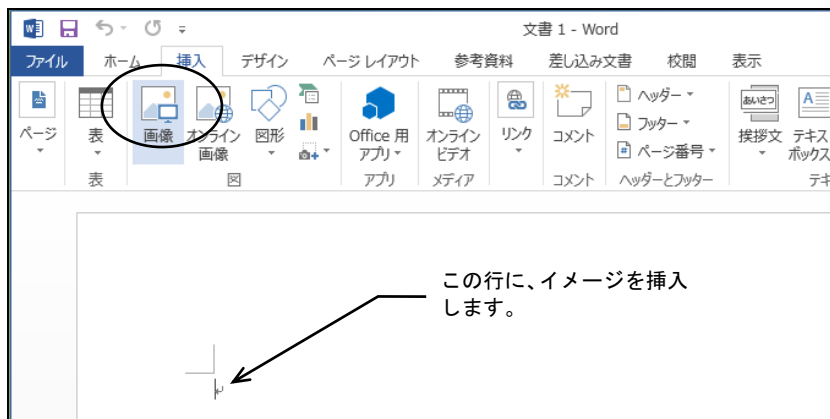 文書 1 - Word
ファイル ホーム 挿入 デザイン ページ レイアウト 参考資料 差し込み文書 校閲 表示
ページ
表
画像
オンライン
画像
図形
Office 用
アプリ
オンライン
ビデオ
リンク
コメント
ヘッダー
フッター
ページ番号
あいさつ
挨拶文
A
テキス
ボックス
表 図 アプリ メディア コメント ヘッダーとフッター テキ
この行に、イメージを挿入
します。